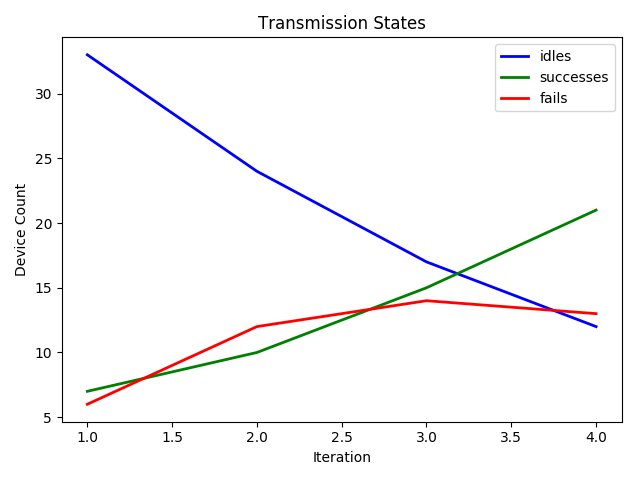 Transmission States
idles
successes
fails
Device Count
30
25
20
15
10
5
1.0 1.5 2.0 2.5 3.0 3.5 4.0
Iteration